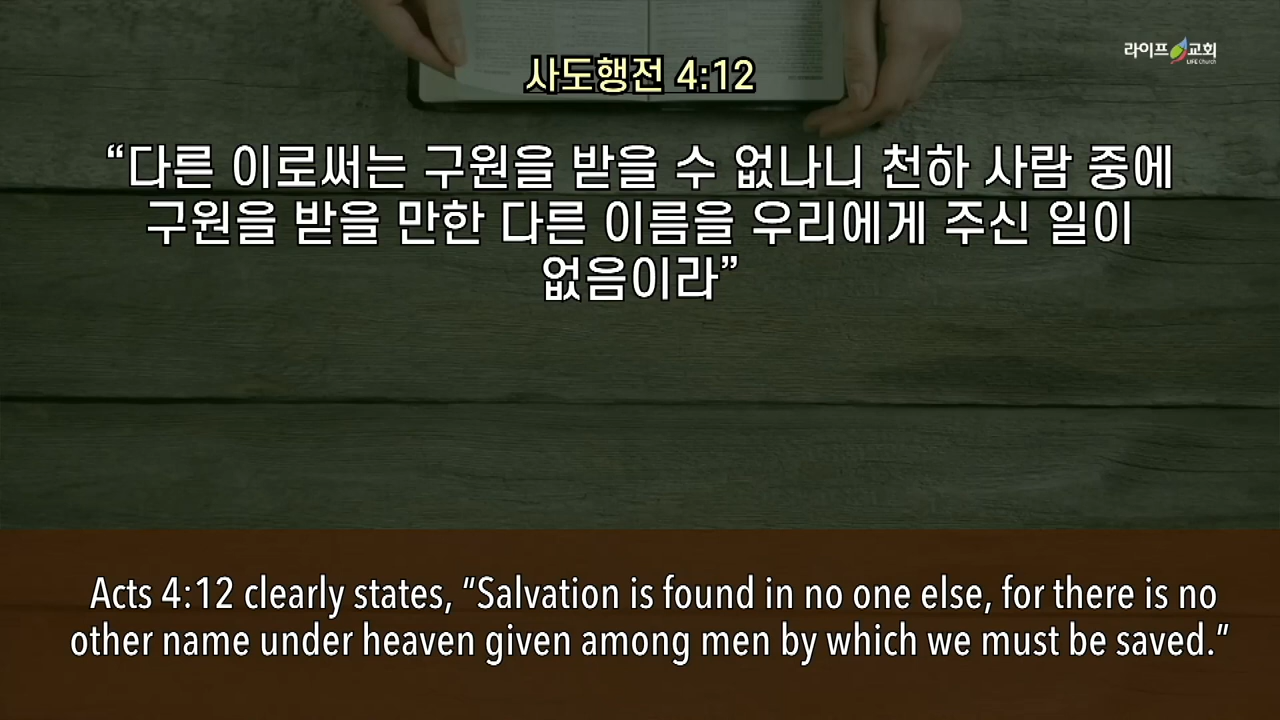 라이프교회
LIFE Church
사도행전 4:12
“다른 이로써는 구원을 받을 수 없나니 천하 사람 중에
구원을 받을 만한 다른 이름을 우리에게 주신 일이
없음이라”
Acts 4:12 clearly states, “Salvation is found in no one else, for there is no
other name under heaven given among men by which we must be saved.”